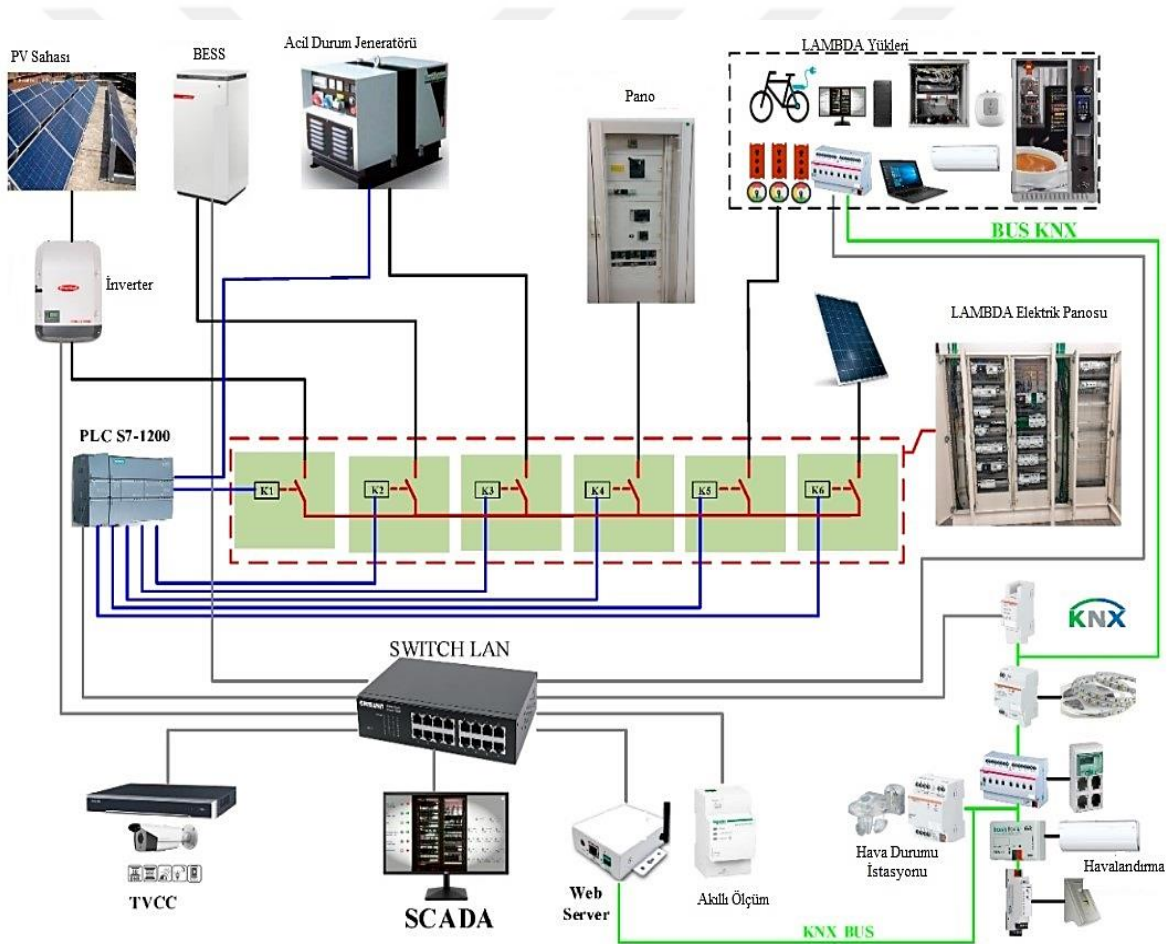 PV Sahası
BESS
Acil Durum Jeneratörü
Pano
LAMBDA Yükleri
BUS KNX
İnverter
LAMBDA Elektrik Panosu
PLC S7-1200
K1
K2
K3
K4
K5
K6
KNX
SWITCH LAN
Hava Durumu
İstasyonu
Havalandırma
TVCC
SCADA
Web
Server
Akıllı Ölçüm
KNX BUS